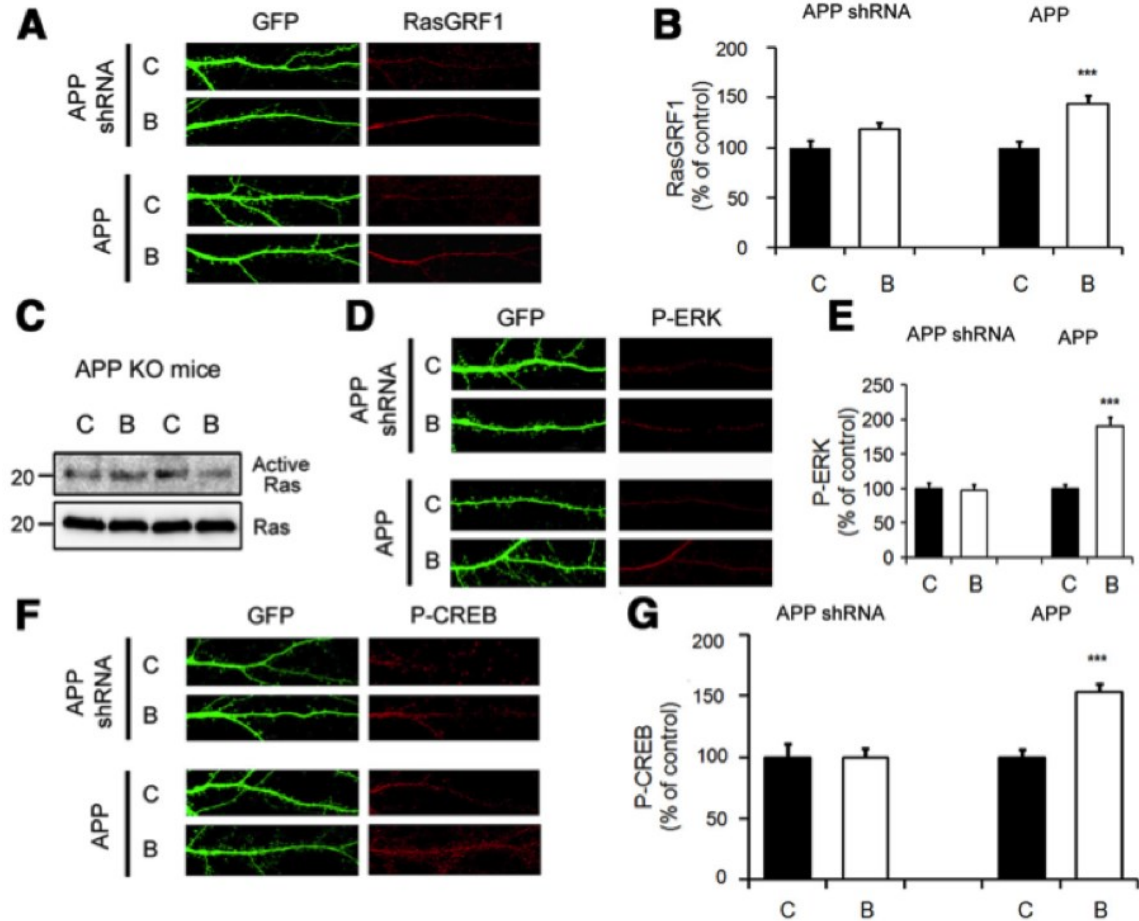 A
GFP RasGRF1
APP shRNA
C
B
APP
C
B
B
APP shRNA APP
RasGRF1
(% of control)
200
150
100
50
0
***
C B C B
C
APP KO mice
C B C B
20
Active
Ras
20
Ras
D
GFP P-ERK
APP
shRNA
C
B
APP
C
B
E
APP shRNA APP
P-ERK
(% of control)
250
200
150
100
50
0
***
C B C B
F
GFP P-CREB
APP
shRNA
C
B
APP
C
B
G
APP shRNA APP
P-CREB
(% of control)
200
150
100
50
0
***
C B C B